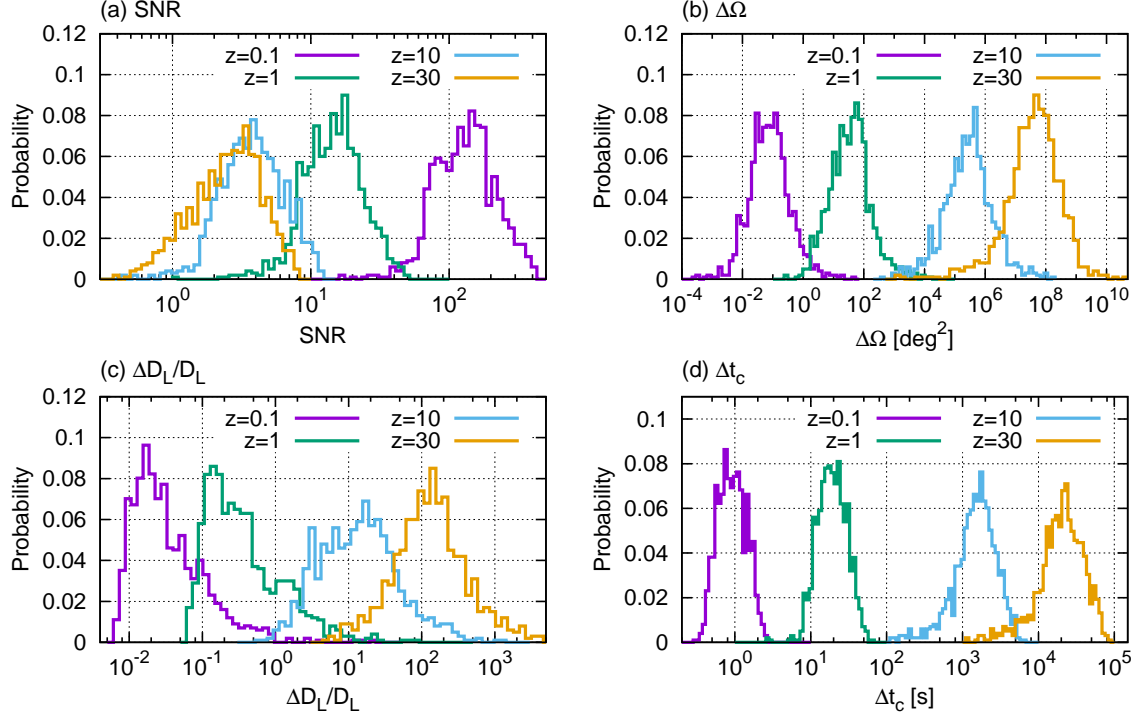 (a) SNR
0.12
0.1
0.08
0.06
0.04
0.02
0
Probability
z=0.1
z=1
z=10
z=30
10^0
10^1
10^2
SNR
(b) ΔΩ
0.12
0.1
0.08
0.06
0.04
0.02
0
Probability
z=0.1
z=1
z=10
z=30
10^-4
10^-2
10^0
10^2
10^4
10^6
10^8
10^10
ΔΩ [deg^2]
(c) ΔD_L/D_L
0.12
0.1
0.08
0.06
0.04
0.02
0
Probability
z=0.1
z=1
z=10
z=30
10^-2
10^-1
10^0
10^1
10^2
10^3
ΔD_L/D_L
(d) Δt_c
0.1
0.08
0.06
0.04
0.02
0
Probability
z=0.1
z=1
z=10
z=30
10^0
10^1
10^2
10^3
10^4
10^5
Δt_c [s]